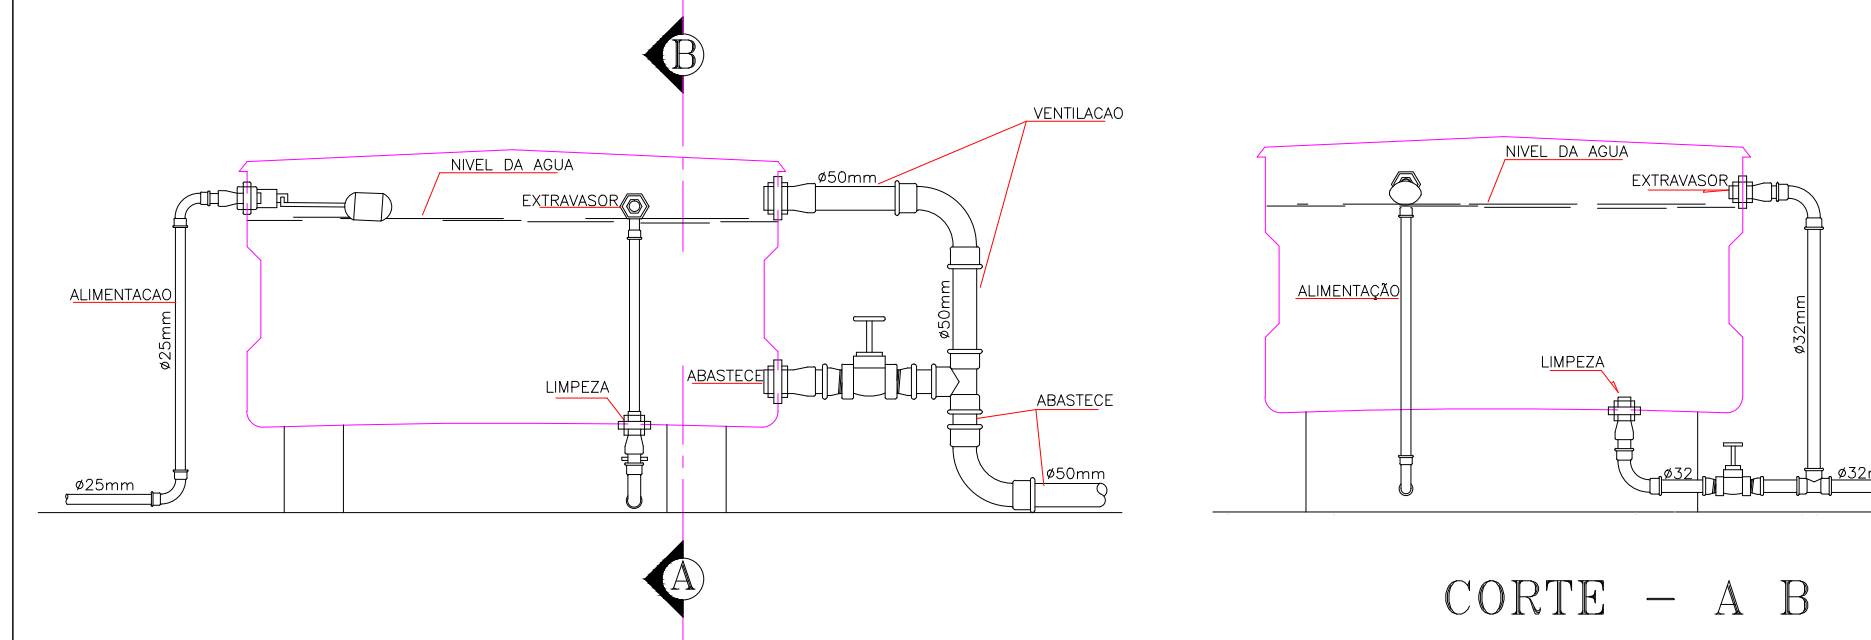 B
VENTILACAO
NIVEL DA AGUA
ø50mm
EXTRAVASOR
ALIMENTACAO
ø25mm
ø50mm
ABASTECE
LIMPEZA
ABASTECE
ø25mm
ø50mm
A
NIVEL DA AGUA
EXTRAVASOR
ALIMENTAÇÃO
ø32mm
LIMPEZA
ø32
ø32m
CORTE - A B